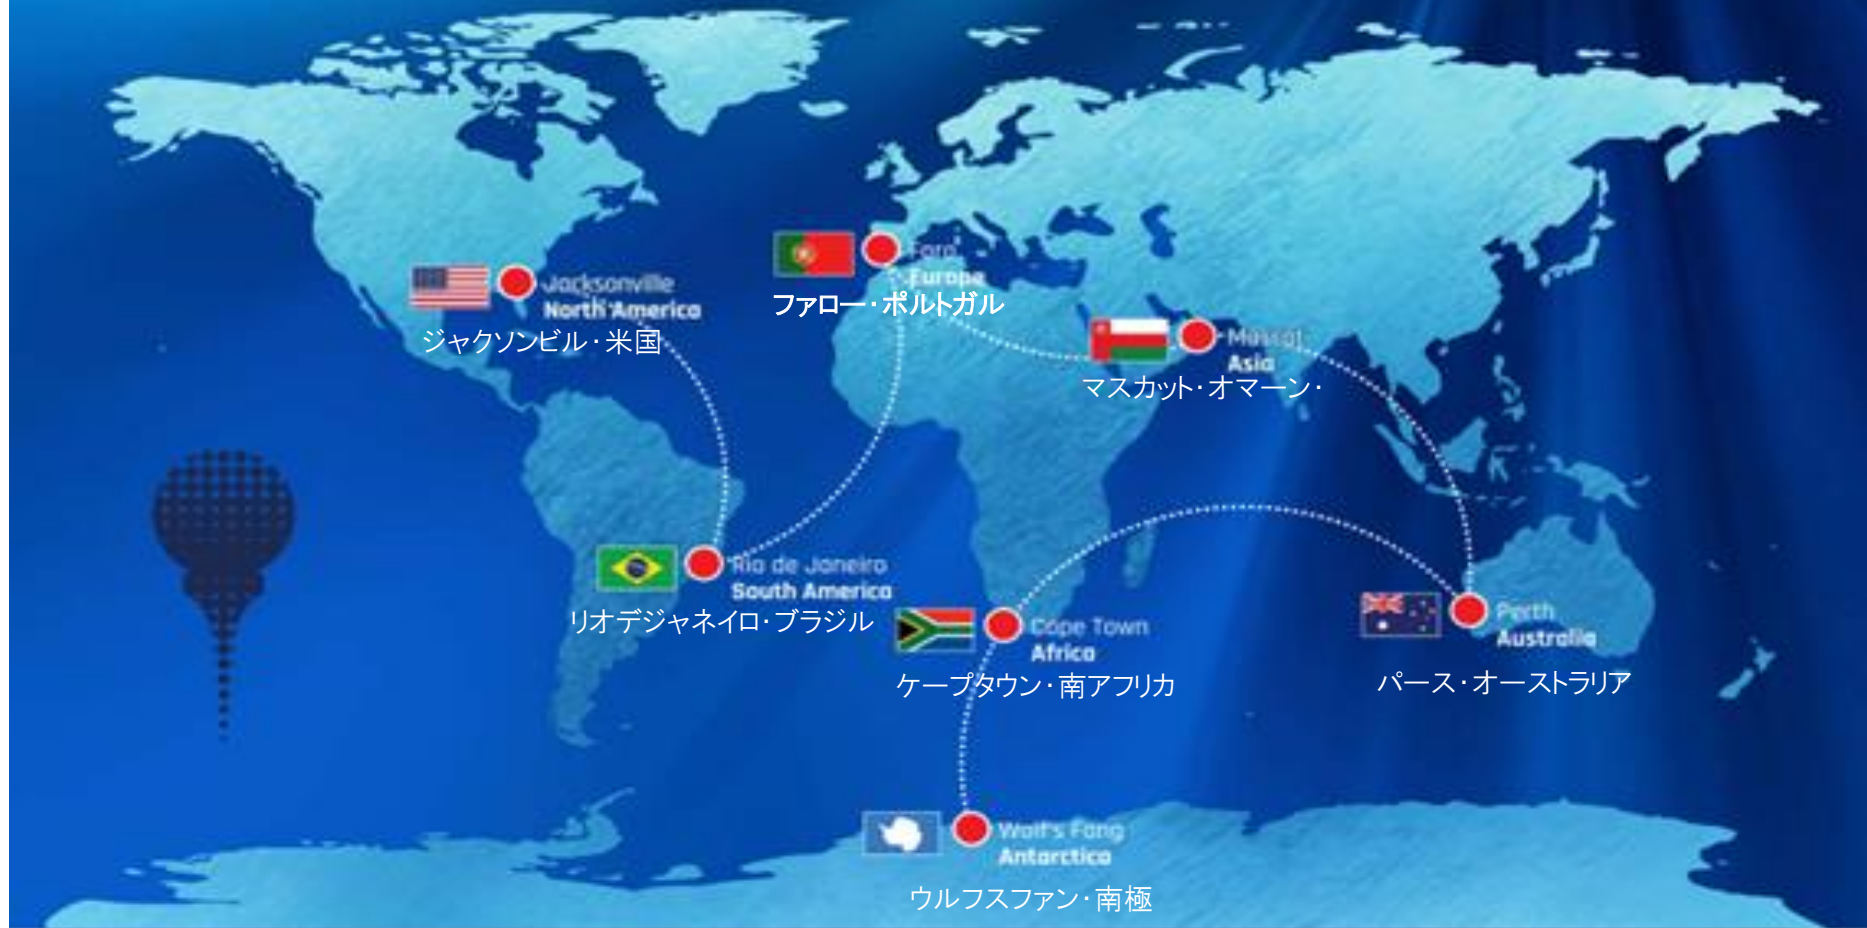 Faro
Europe
ファロー・ポルトガル
Jacksonville
North America
ジャクソンビル・米国
Muscat
Asia
マスカット・オマーン・
Rio de Janeiro
South America
リオデジャネイロ・ブラジル
Cape Town
Africa
ケープタウン・南アフリカ
Perth
Australia
パース・オーストラリア
Wolf's Fang
Antarctica
ウルフスファン・南極